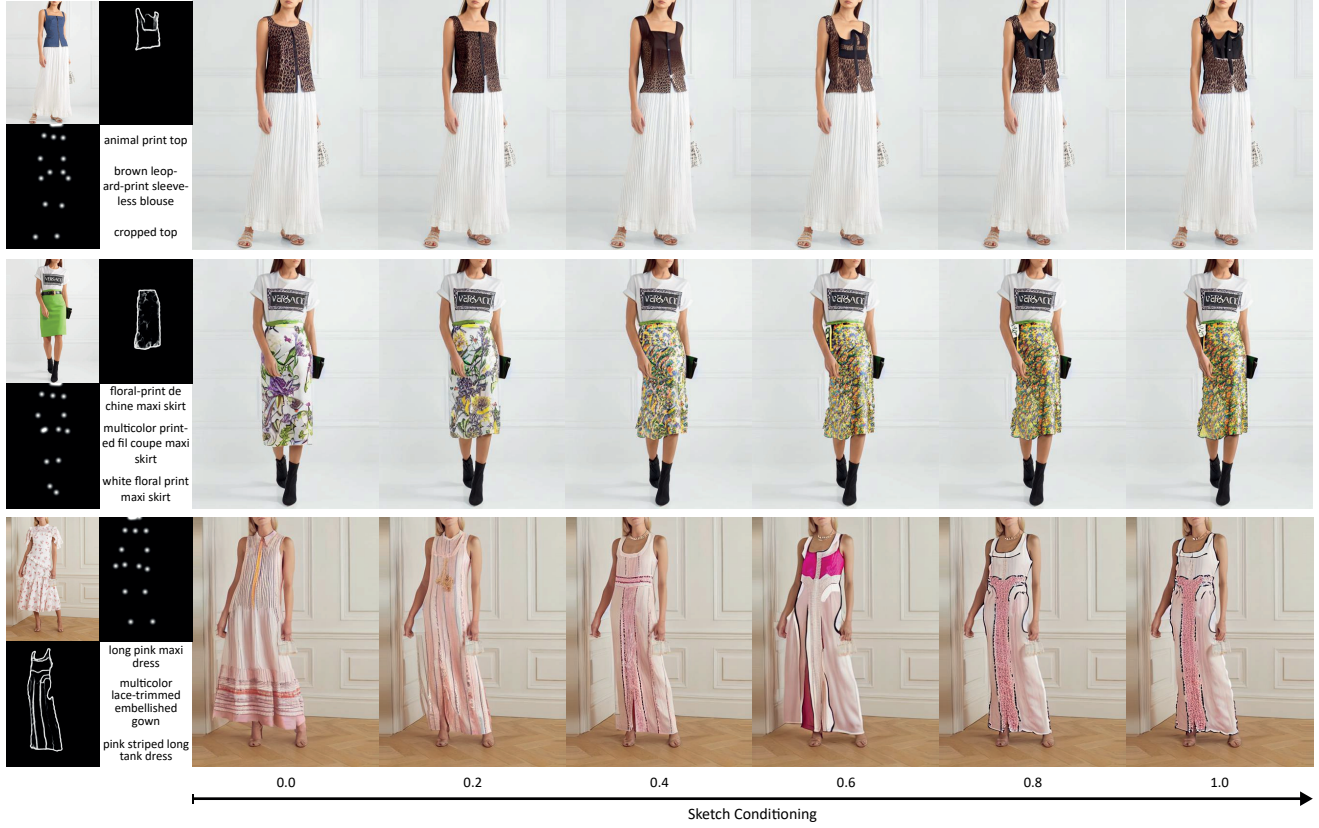 animal print top
brown leop-
ard-print sleeve-
less blouse
cropped top
VERSACE
floral-print de
chine maxi skirt
multicolor print-
ed fil coupe maxi
skirt
white floral print
maxi skirt
long pink maxi
dress
multicolor
lace-trimmed
embellished
gown
pink striped long
tank dress
0.0
0.2
0.4
0.6
0.8
1.0
Sketch Conditioning